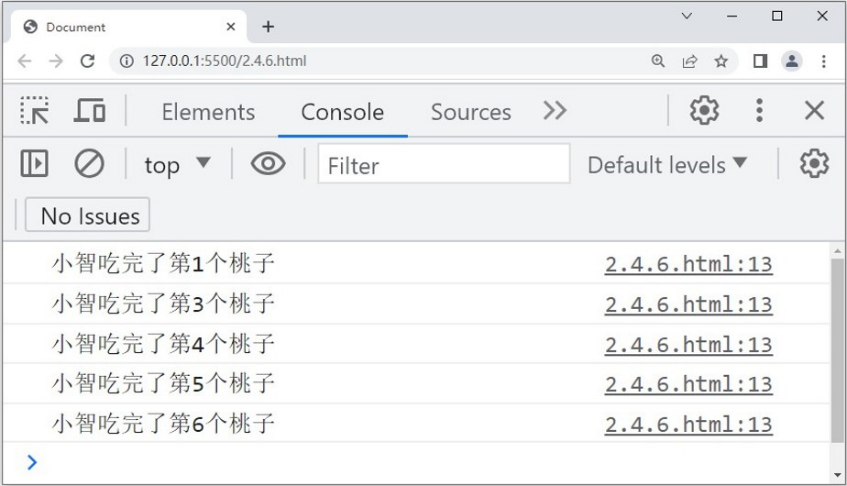 Document
127.0.0.1:5500/2.4.6.html
Elements Console Sources
top Filter Default levels
No Issues
小智吃完了第1个桃子 2.4.6.html:13
小智吃完了第3个桃子 2.4.6.html:13
小智吃完了第4个桃子 2.4.6.html:13
小智吃完了第5个桃子 2.4.6.html:13
小智吃完了第6个桃子 2.4.6.html:13